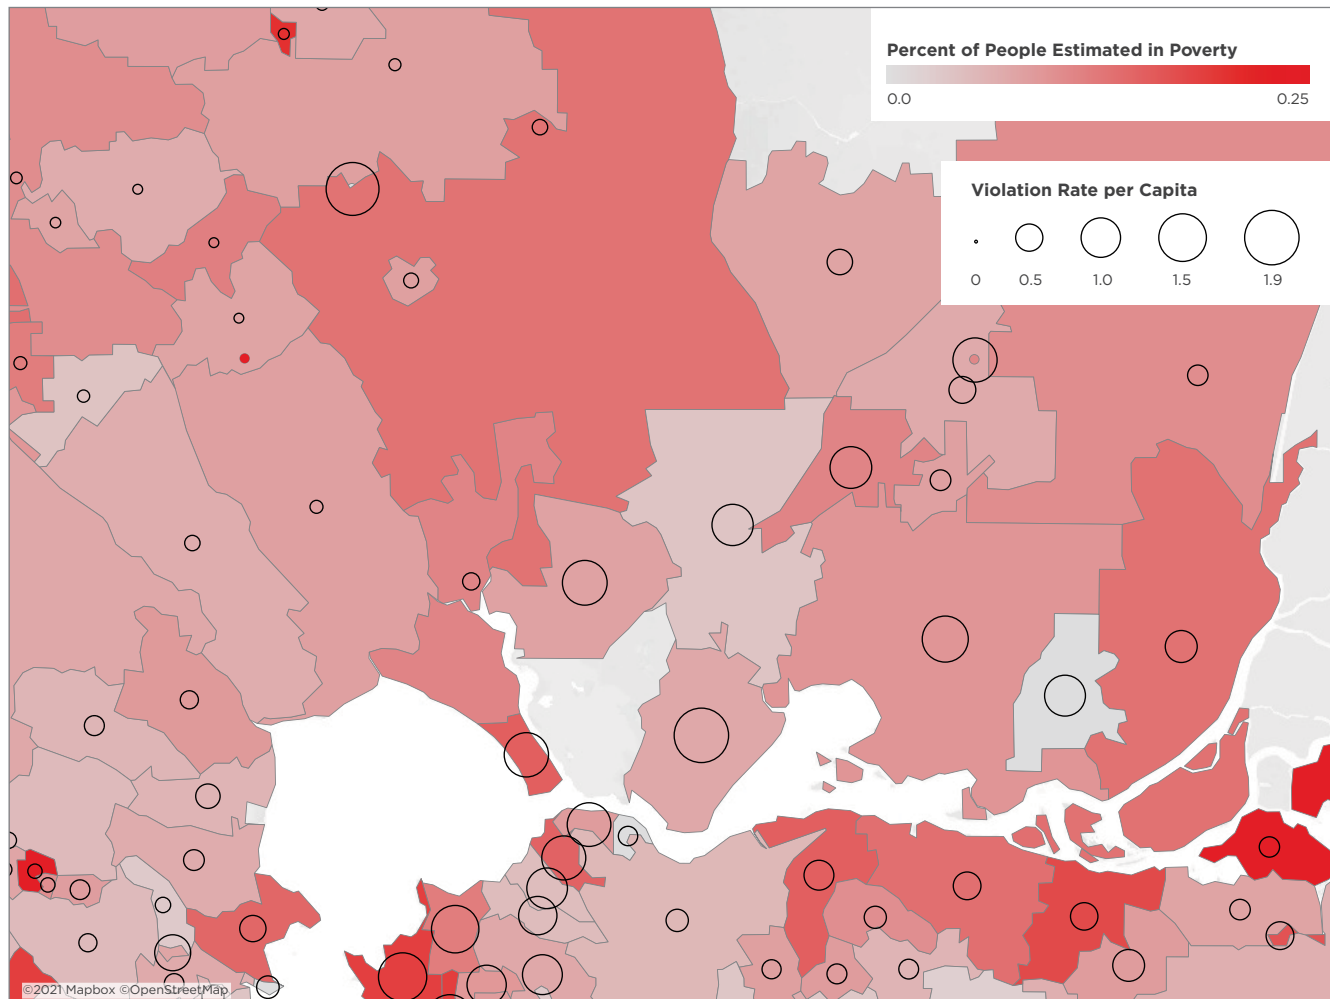 Percent of People Estimated in Poverty
0.0 0.25
Violation Rate per Capita
0 0.5 1.0 1.5 1.9
©2021 Mapbox ©OpenStreetMap